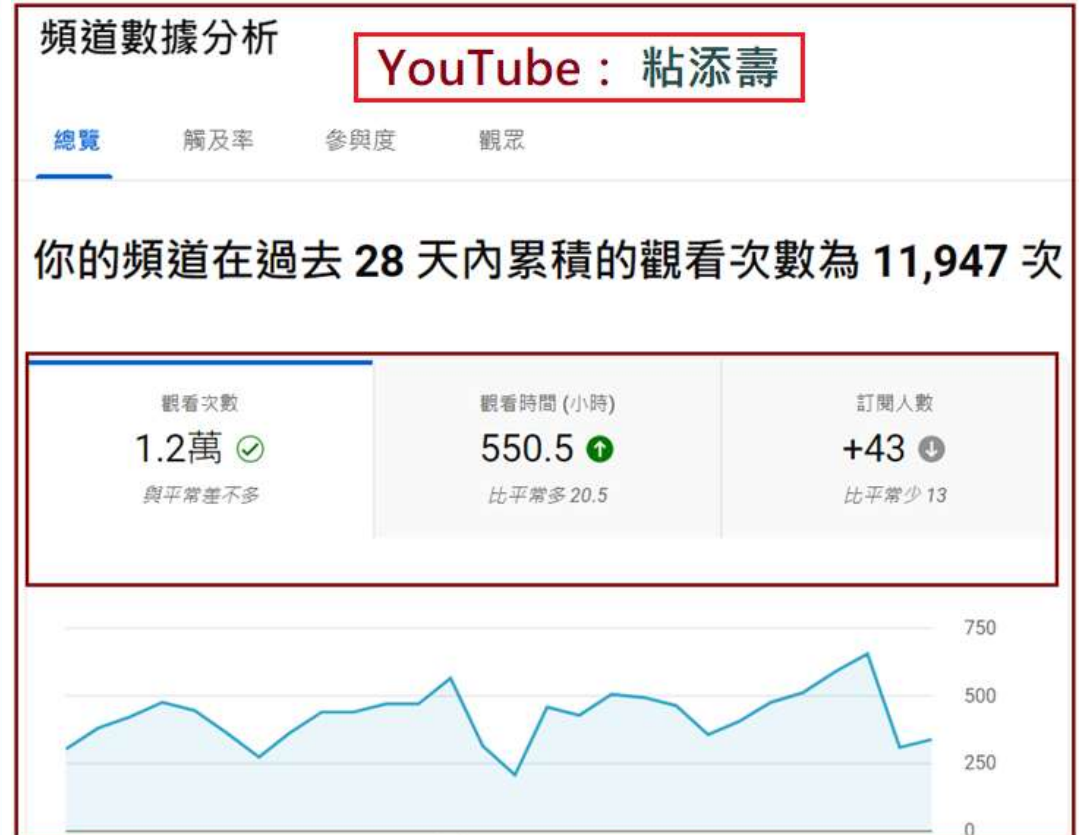 頻道數據分析
YouTube： 粘添壽
總覽 觸及率 參與度 觀眾
你的頻道在過去 28 天內累積的觀看次數為 11,947 次
觀看次數 觀看時間 (小時) 訂閱人數
1.2萬 550.5 +43
與平常差不多 比平常多 20.5 比平常少 13
750
500
250
0